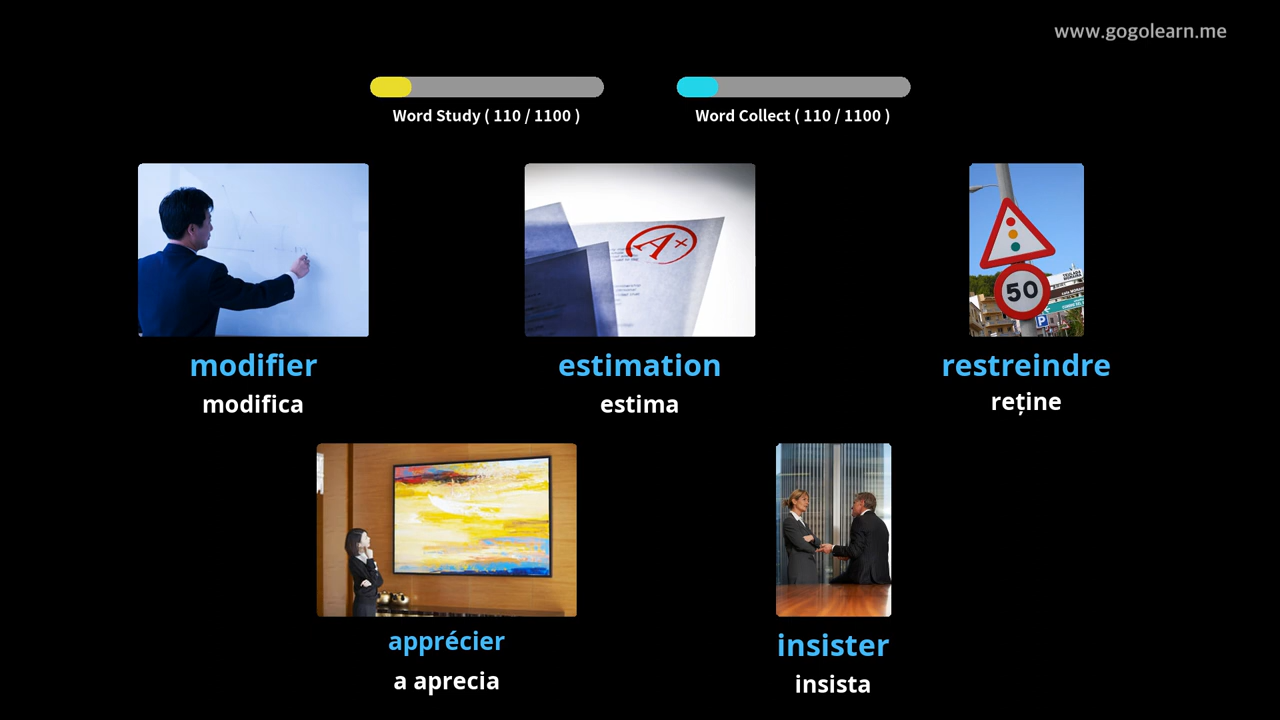 www.gogolearn.me
Word Study ( 110 / 1100 )
Word Collect ( 110 / 1100 )
A+
50
P
modifier
estimation
restreindre
modifica
estima
reține
apprécier
insister
a aprecia
insista